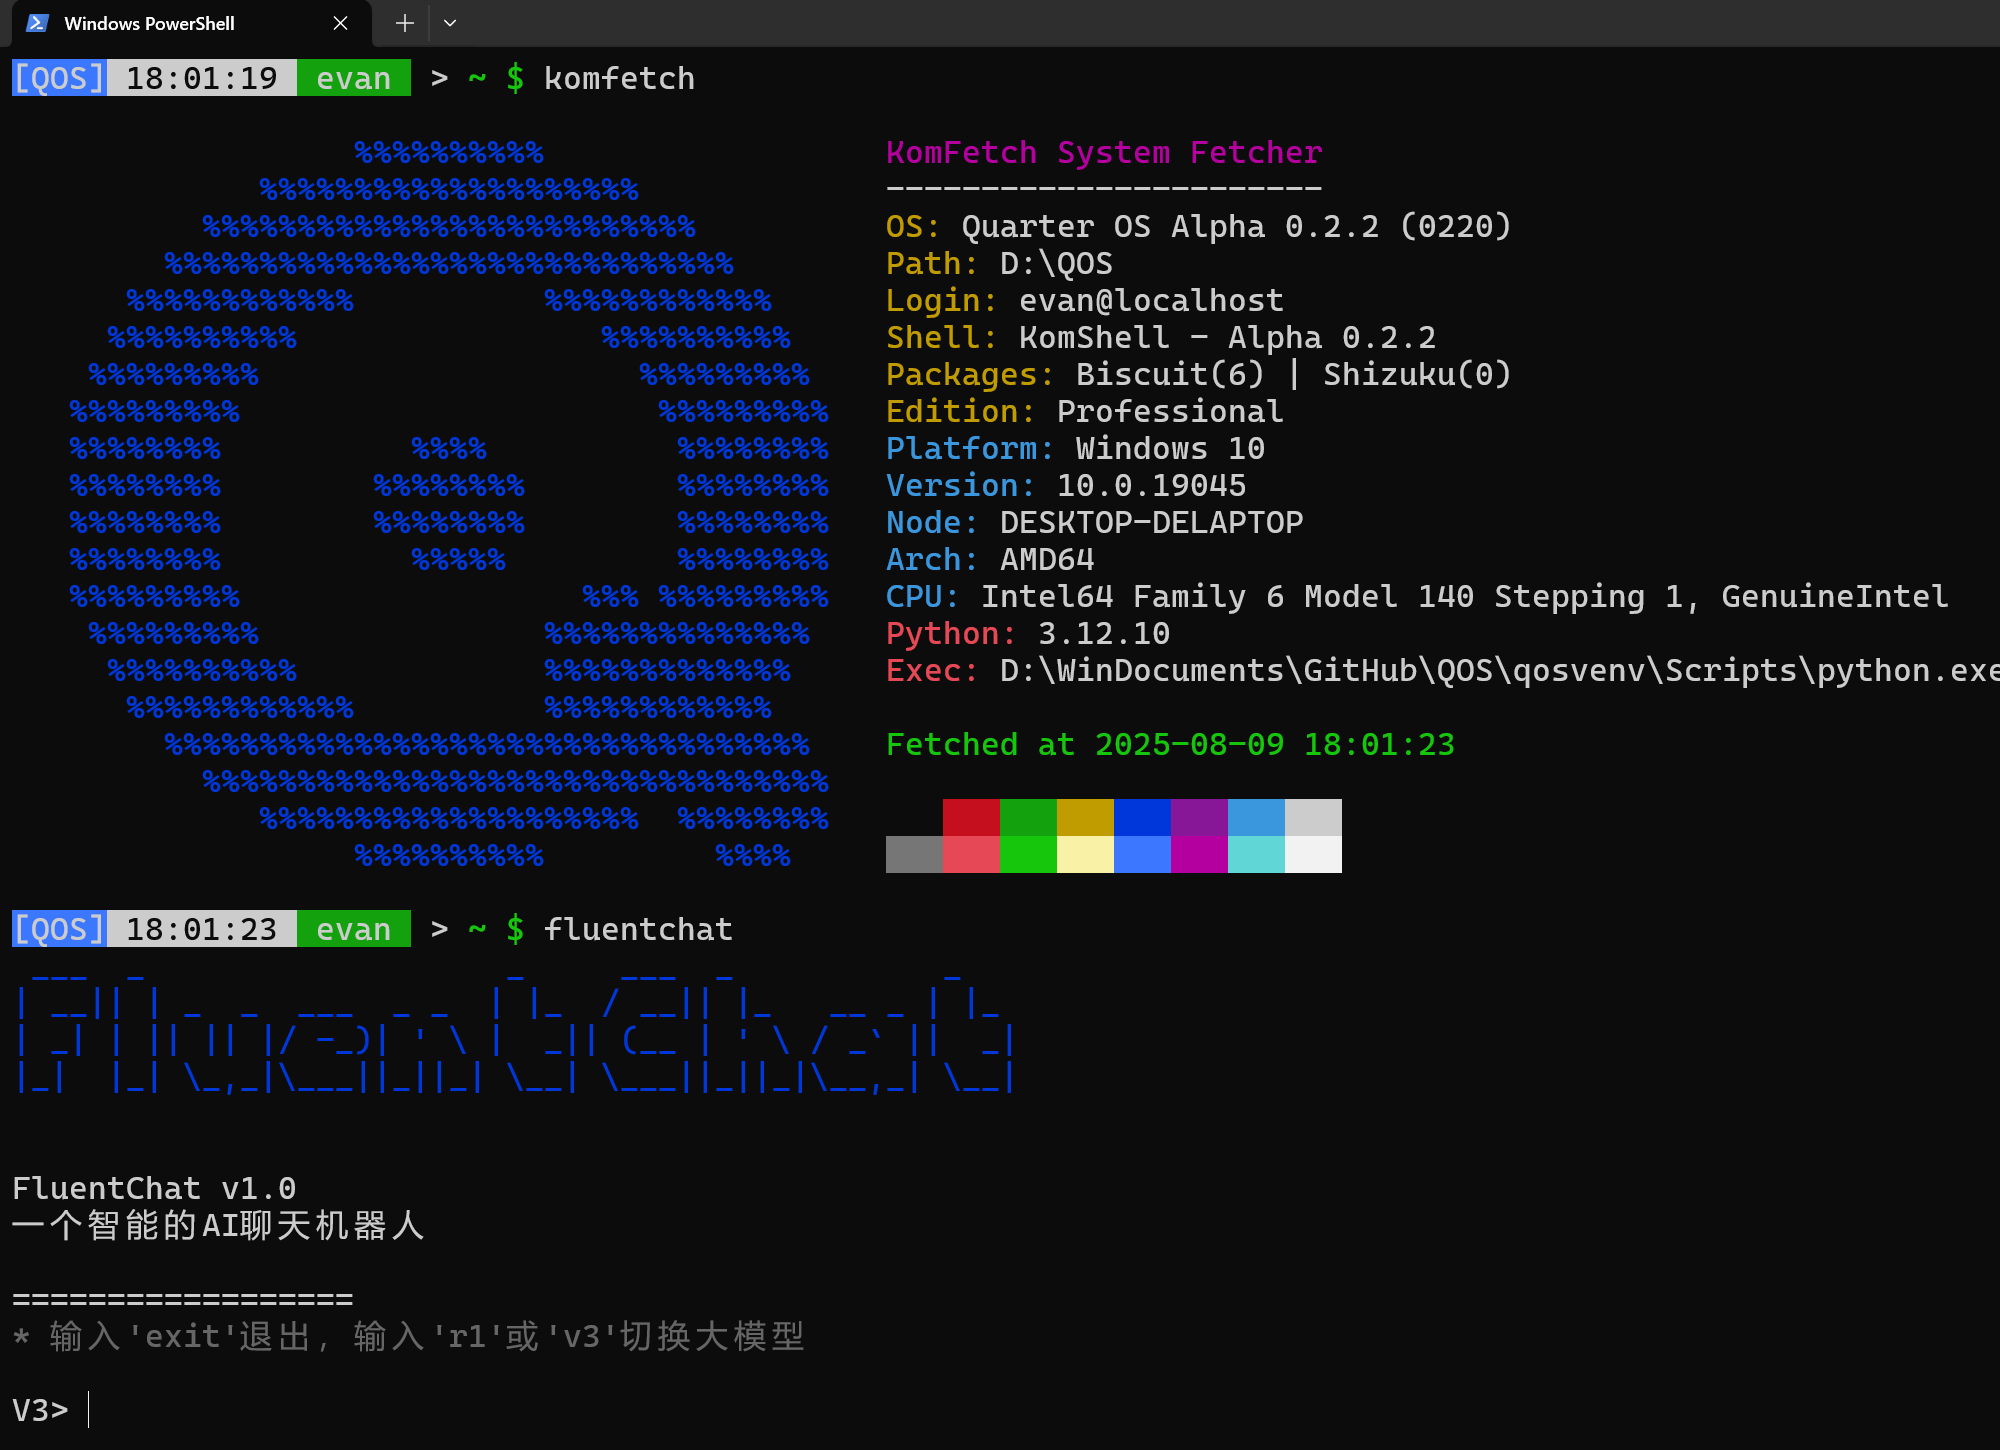 Windows PowerShell
[QOS] 18:01:19 evan > ~ $ komfetch
%%%%%%%%%% KomFetch System Fetcher
%%%%%%%%%%%%%%%%%%%% -----------------------
%%%%%%%%%%%%%%%%%%%%%%%%%% OS: Quarter OS Alpha 0.2.2 (0220)
%%%%%%%%%%%%%%%%%%%%%%%%%%%%%% Path: D:\QOS
%%%%%%%%%%%% %%%%%%%%%%%% Login: evan@localhost
%%%%%%%%%% %%%%%%%%%% Shell: KomShell - Alpha 0.2.2
%%%%%%%%% %%%%%%%%% Packages: Biscuit(6) | Shizuku(0)
%%%%%%%%% %%%%%%%%% Edition: Professional
%%%%%%%% %%%% %%%%%%%% Platform: Windows 10
%%%%%%%% %%%%%%%% %%%%%%%% Version: 10.0.19045
%%%%%%%% %%%%%%%% %%%%%%%% Node: DESKTOP-DELAPTOP
%%%%%%%% %%%%% %%%%%%%% Arch: AMD64
%%%%%%%%% %%% %%%%%%%%% CPU: Intel64 Family 6 Model 140 Stepping 1, GenuineIntel
%%%%%%%%% %%%%%%%%%%%%%% Python: 3.12.10
%%%%%%%%%% %%%%%%%%%%%%% Exec: D:\WinDocuments\GitHub\QOS\qosvenv\Scripts\python.exe
%%%%%%%%%%%% %%%%%%%%%%%%
%%%%%%%%%%%%%%%%%%%%%%%%%%%%%%%%%% Fetched at 2025-08-09 18:01:23
%%%%%%%%%%%%%%%%%%%%%%%%%%%%%%%%%
%%%%%%%%%%%%%%%%%%%% %%%%%%%%
%%%%%%%%%% %%%%
[QOS] 18:01:23 evan > ~ $ fluentchat
FluentChat
FluentChat v1.0
一个智能的AI聊天机器人
==================
* 输入'exit'退出, 输入'r1'或'v3'切换大模型
V3>